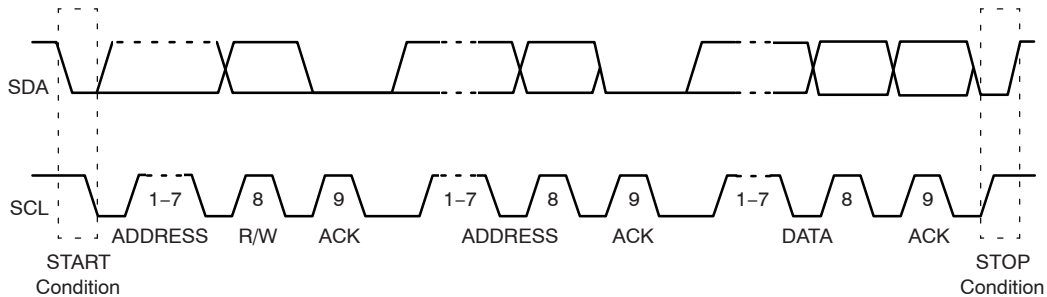 SDA
SCL
1–7 8 9 1–7 8 9 1–7 8 9
ADDRESS R/W ACK ADDRESS ACK DATA ACK
START
Condition
STOP
Condition